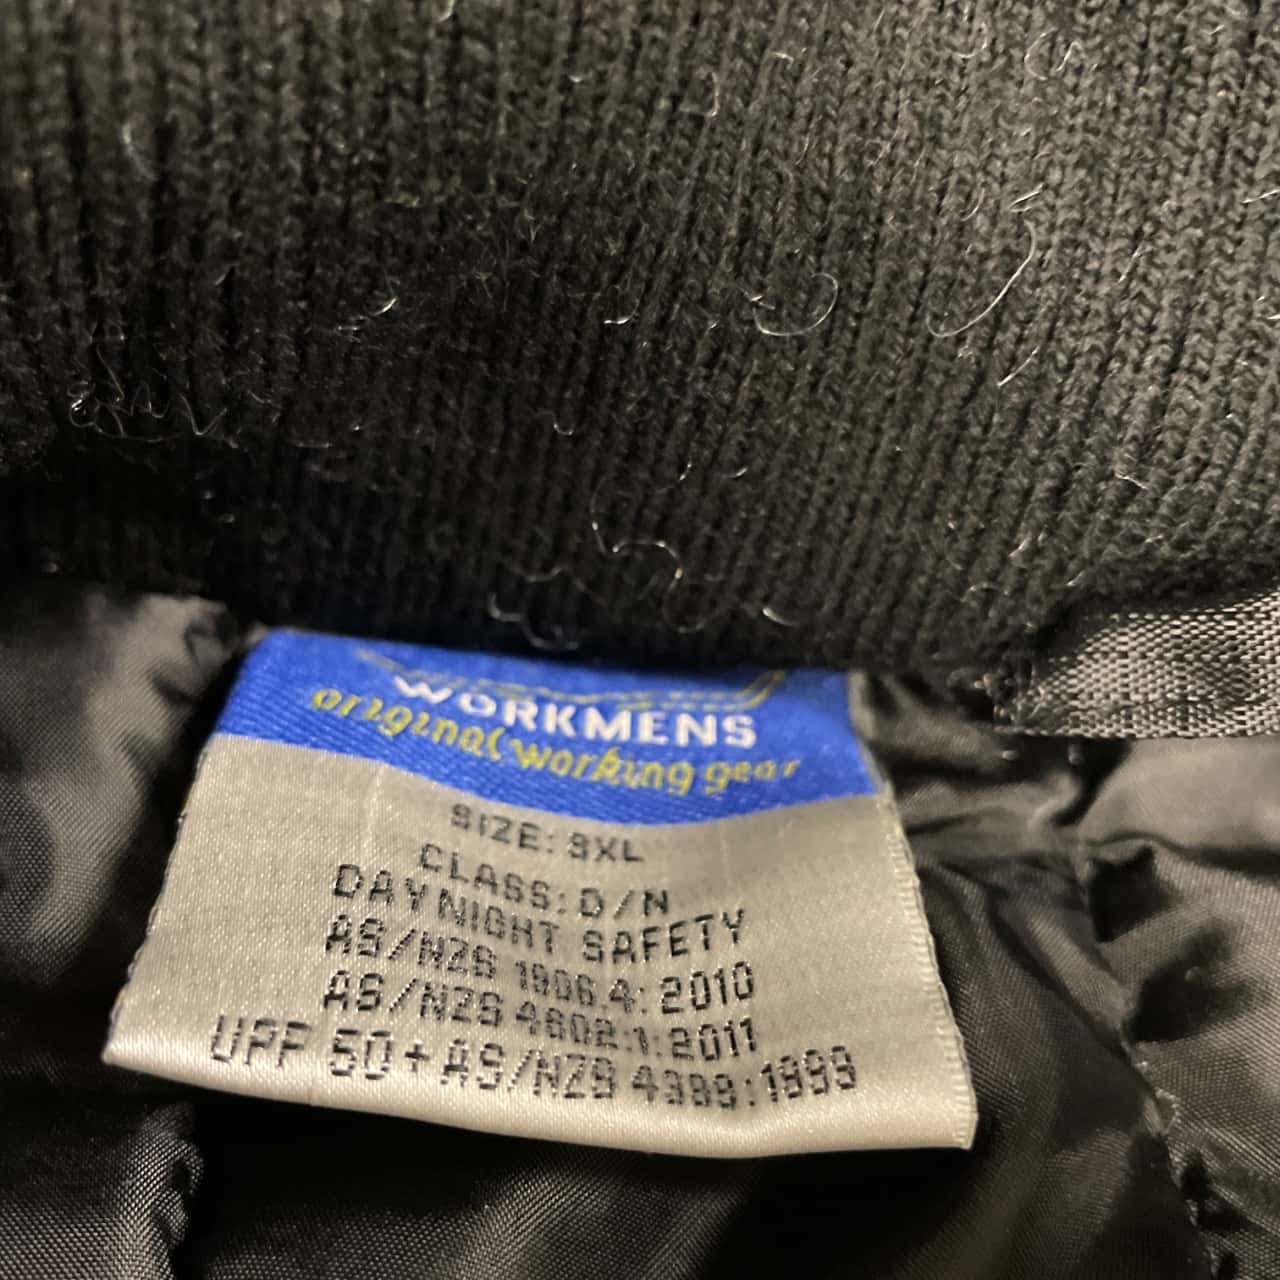 WORKMENS
original working gear
SIZE: 3XL
CLASS: D/N
DAY NIGHT SAFETY
AS/NZS 1906.4: 2010
AS/NZS 4602:1:2011
UPF 50+AS/NZS 4399:1999